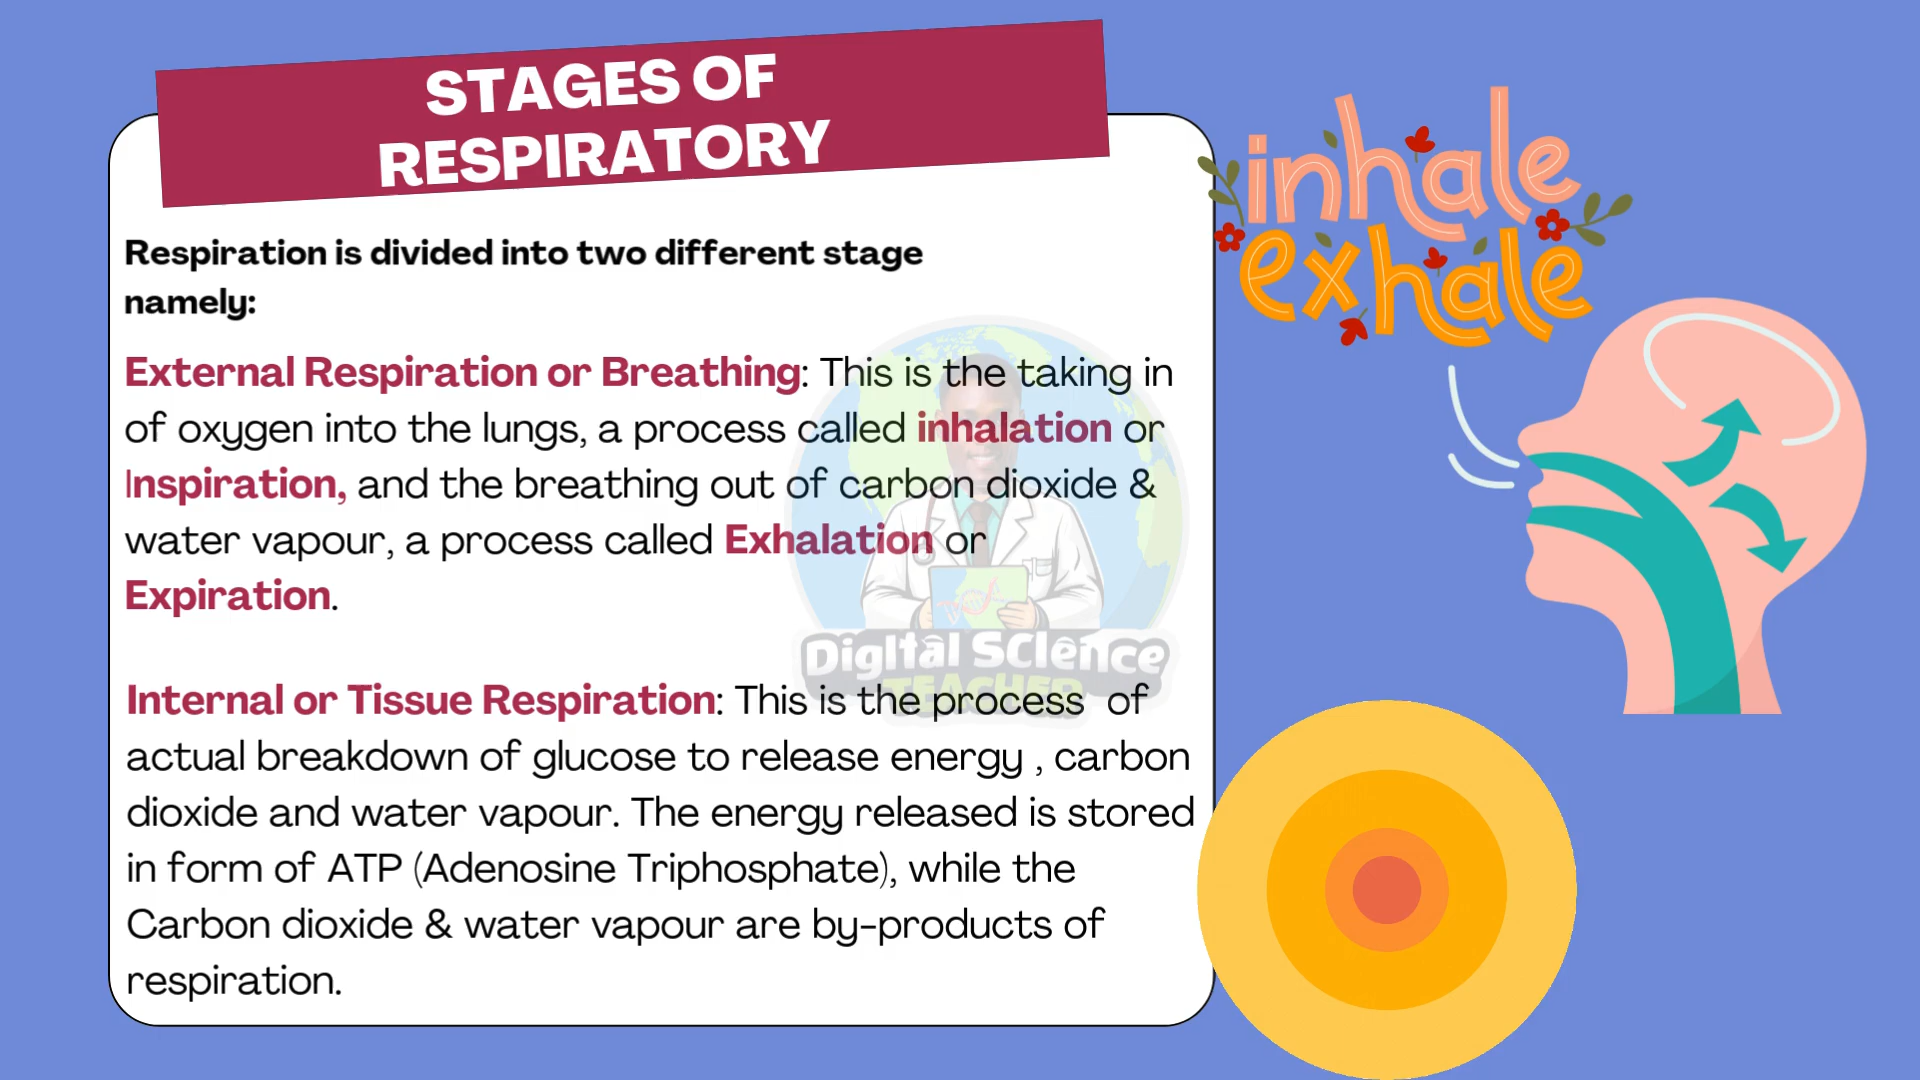 STAGES OF
RESPIRATORY
inhale
exhale
Respiration is divided into two different stage
namely:
External Respiration or Breathing: This is the taking in
of oxygen into the lungs, a process called inhalation or
Inspiration, and the breathing out of carbon dioxide &
water vapour, a process called Exhalation or
Expiration.
Digital Science
TEACHER
Internal or Tissue Respiration: This is the process of
actual breakdown of glucose to release energy , carbon
dioxide and water vapour. The energy released is stored
in form of ATP (Adenosine Triphosphate), while the
Carbon dioxide & water vapour are by-products of
respiration.